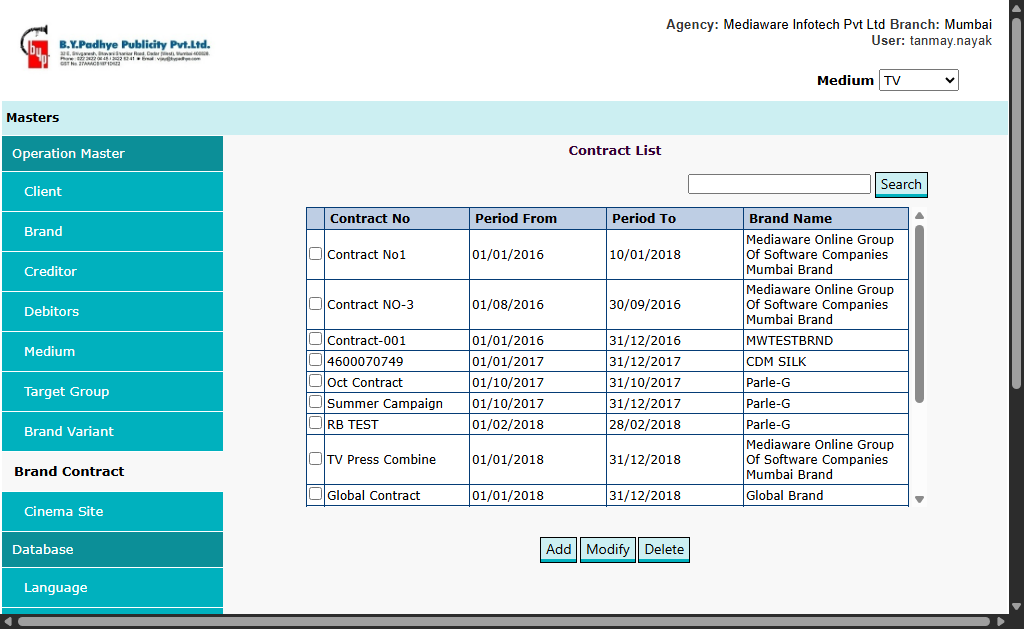 Agency: Mediaware Infotech Pvt Ltd Branch: Mumbai
User: tanmay.nayak
B.Y.Padhye Publicity Pvt.Ltd.
Medium TV
Masters
Operation Master
Client
Brand
Creditor
Debitors
Medium
Target Group
Brand Variant
Brand Contract
Cinema Site
Database
Language
Contract List
Search
Contract No Period From Period To Brand Name
Contract No1 01/01/2016 10/01/2018 Mediaware Online Group
Of Software Companies
Mumbai Brand
Contract NO-3 01/08/2016 30/09/2016 Mediaware Online Group
Of Software Companies
Mumbai Brand
Contract-001 01/01/2016 31/12/2016 MWTESTBRND
4600070749 01/01/2017 31/12/2017 CDM SILK
Oct Contract 01/10/2017 31/10/2017 Parle-G
Summer Campaign 01/10/2017 31/12/2017 Parle-G
RB TEST 01/02/2018 28/02/2018 Parle-G
TV Press Combine 01/01/2018 31/12/2018 Mediaware Online Group
Of Software Companies
Mumbai Brand
Global Contract 01/01/2018 31/12/2018 Global Brand
Add Modify Delete